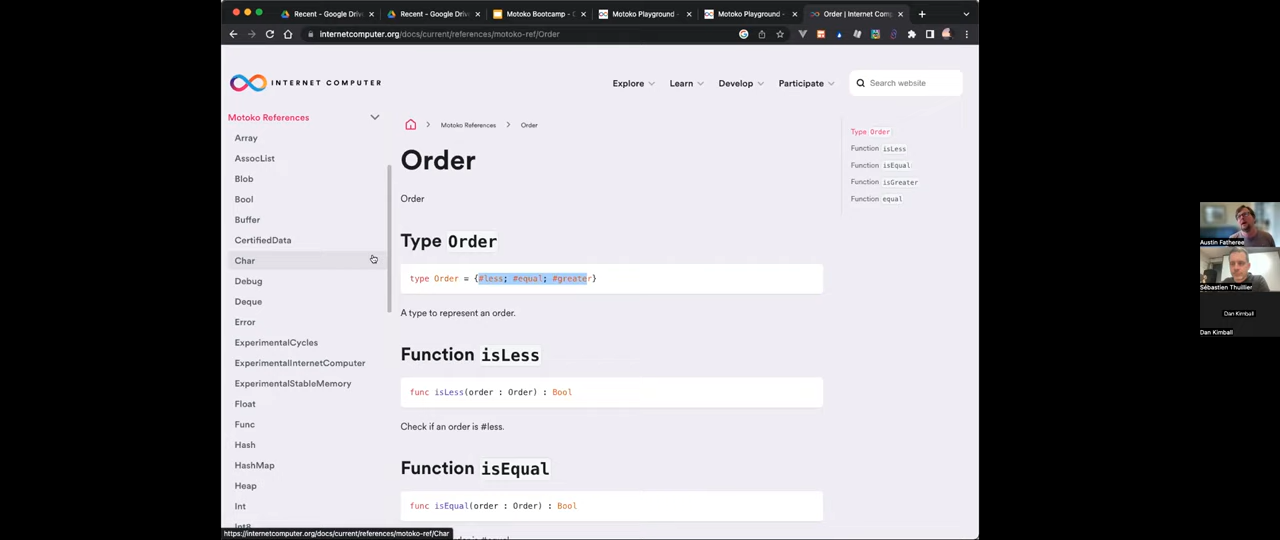 Recent - Google Driv
Recent - Google Driv
Motoko Bootcamp -
Motoko Playground -
Motoko Playground -
Order | Internet Comp
internetcomputer.org/docs/current/references/motoko-ref/Order
INTERNET COMPUTER
Explore
Learn
Develop
Participate
Search website
Motoko References
Array
AssocList
Blob
Bool
Buffer
CertifiedData
Char
Debug
Deque
Error
ExperimentalCycles
ExperimentalInternetComputer
ExperimentalStableMemory
Float
Func
Hash
HashMap
Heap
Int
Int8
https://internetcomputer.org/docs/current/references/motoko-ref/Char
Motoko References
Order
Order
Order
Type Order
type Order = {#less; #equal; #greater}
A type to represent an order.
Function isLess
func isLess(order : Order) : Bool
Check if an order is #less.
Function isEqual
func isEqual(order : Order) : Bool
Type Order
Function isLess
Function isEqual
Function isGreater
Function equal
Austin Fatheree
Sébastien Thuillier
Dan Kimball
Dan Kimball